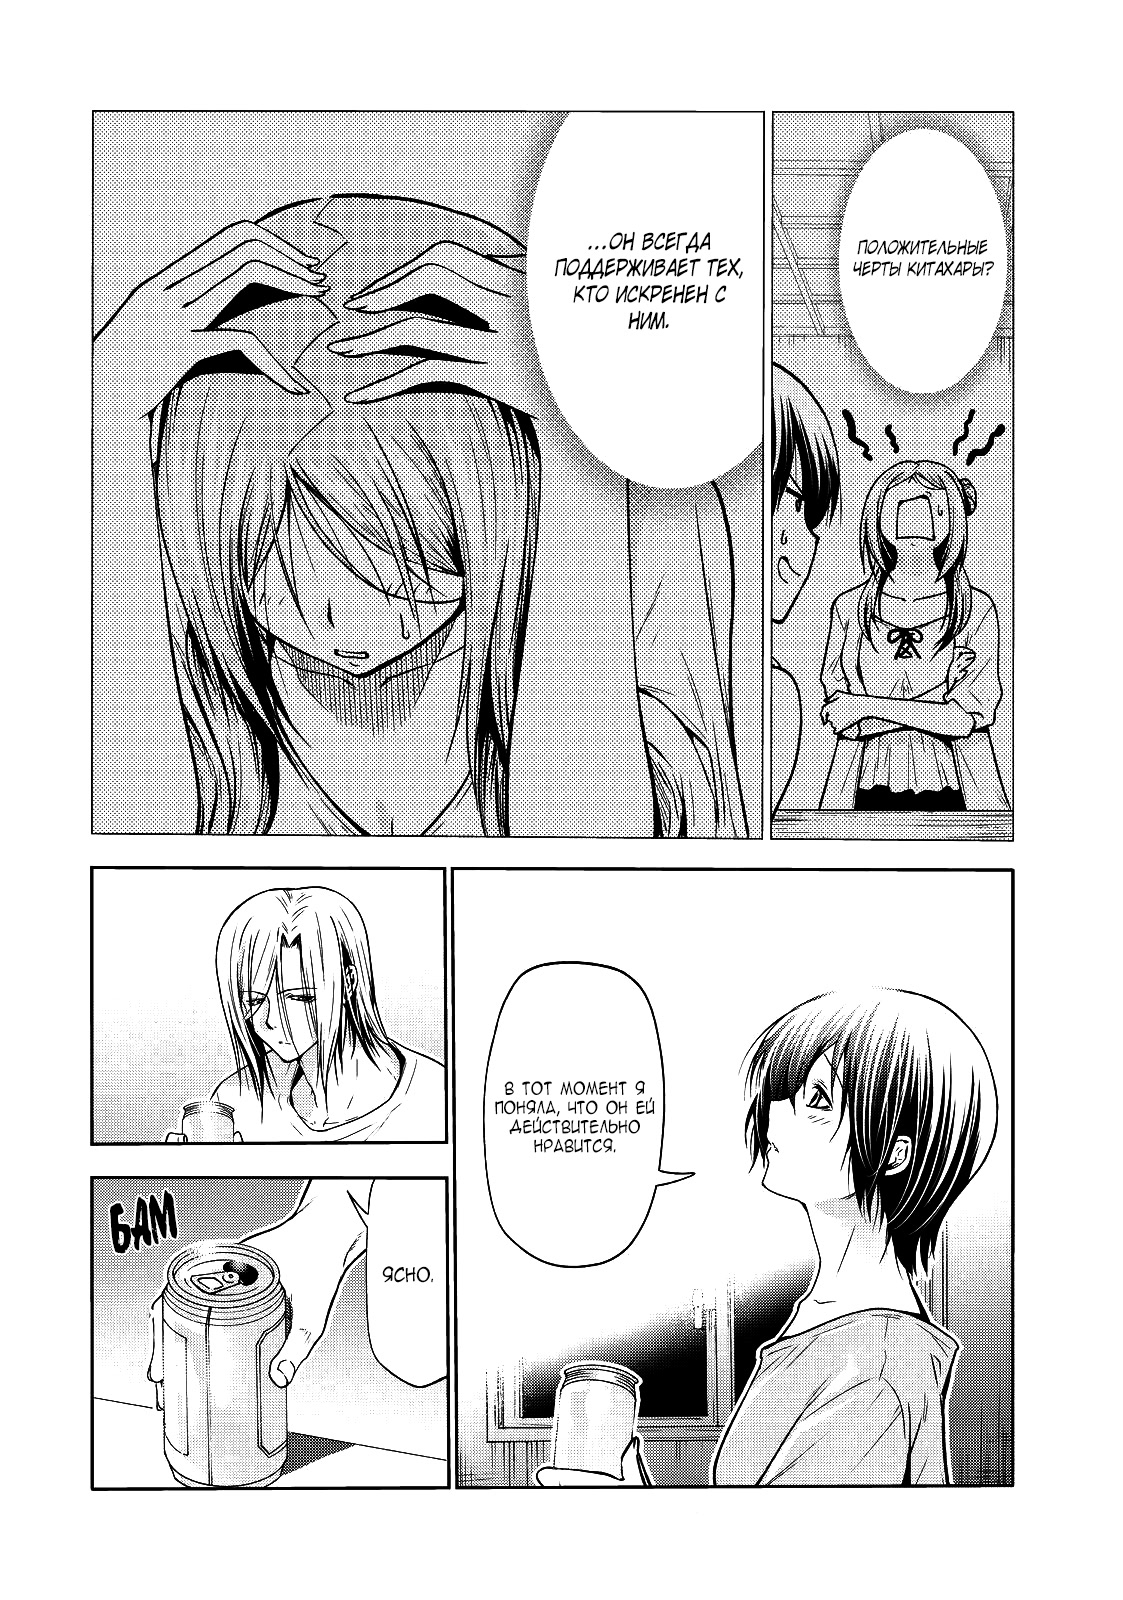 ПОЛОЖИТЕЛЬНЫЕ
ЧЕРТЫ КИТАХАРЫ?
...ОН ВСЕГДА
ПОДДЕРЖИВАЕТ ТЕХ,
КТО ИСКРЕНЕН С
НИМ.
В ТОТ МОМЕНТ Я
ПОНЯЛА, ЧТО ОН ЕЙ
ДЕЙСТВИТЕЛЬНО
НРАВИТСЯ.
БАМ
ЯСНО.